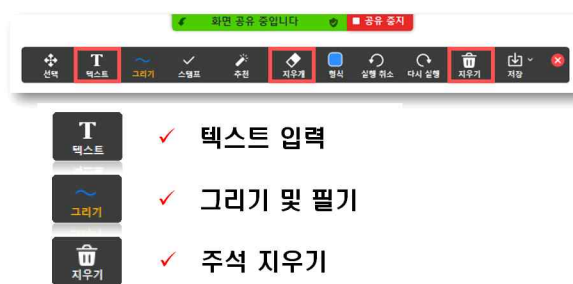 화면 공유 중입니다 공유 중지
선택 텍스트 그리기 스탬프 추천 지우개 형식 실행 취소 다시 실행 지우기 저장
T
텍스트
✓ 텍스트 입력
그리기
✓ 그리기 및 필기
지우기
✓ 주석 지우기